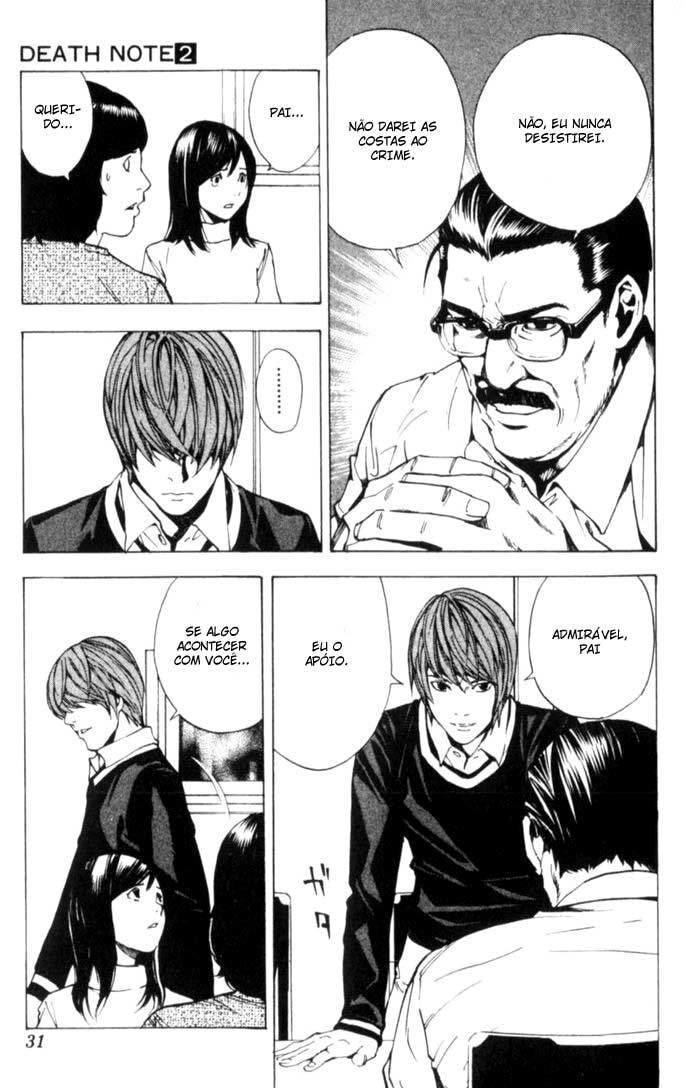 DEATH NOTE 2
NÃO, EU NUNCA
DESISTIREI.
NÃO DAREI AS
COSTAS AO
CRIME.
PAI...
QUERI-
DO...
.........
ADMIRÁVEL,
PAI
EU O
APÓIO.
ガタ
SE ALGO
ACONTECER
COM VOCÊ...
31